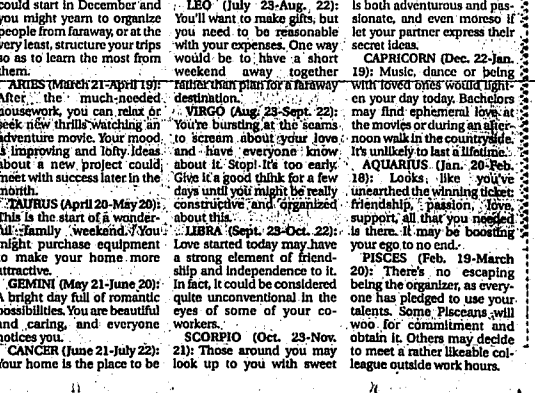 could start in December and
you might yearn to organize
people from faraway, or at the
very least, structure your trips
so as to learn the most from
them.
ARIES (March 21-April 19):
After the much-needed
housework, you can relax or
seek new thrills watching an
adventure movie. Your mood
is improving and lofty ideas
about a new project could
meet with success later in the
month.
TAURUS (April 20-May 20):
This is the start of a wonder-
ful family weekend. You
might purchase equipment
to make your home more
attractive.
GEMINI (May 21-June 20):
A bright day full of romantic
possibilities. You are beautiful
and caring, and everyone
notices you.
CANCER (June 21-July 22):
Your home is the place to be
LEO (July 23-Aug. 22):
You'll want to make gifts, but
you need to be reasonable
with your expenses. One way
would be to have a short
weekend away together
rather than plan for a faraway
destination.
VIRGO (Aug. 23-Sept. 22):
You're bursting at the seams
to scream about your love
and have everyone know
about it. Stop! It's too early.
Give it a good think for a few
days until you might be really
constructive and organized
about this.
LIBRA (Sept. 23-Oct. 22):
Love started today may have
a strong element of friend-
ship and independence to it.
In fact, it could be considered
quite unconventional in the
eyes of some of your co-
workers.
SCORPIO (Oct. 23-Nov.
21): Those around you may
look up to you with sweet
is both adventurous and pas-
sionate, and even moreso if
let your partner express their
secret ideas.
CAPRICORN (Dec. 22-Jan.
19): Music, dance or being
with loved ones would light-
en your day today. Bachelors
may find ephemeral love at
the movies or during an after-
noon walk in the countryside.
It's unlikely to last a lifetime.
AQUARIUS (Jan. 20-Feb.
18): Looks like you've
unearthed the winning ticket:
friendship, passion, love,
support, all that you needed
is there. It may be boosting
your ego to no end.
PISCES (Feb. 19-March
20): There's no escaping
being the organizer, as every-
one has pledged to use your
talents. Some Pisceans will
woo for commitment and
obtain it. Others may decide
to meet a rather likeable col-
league outside work hours.